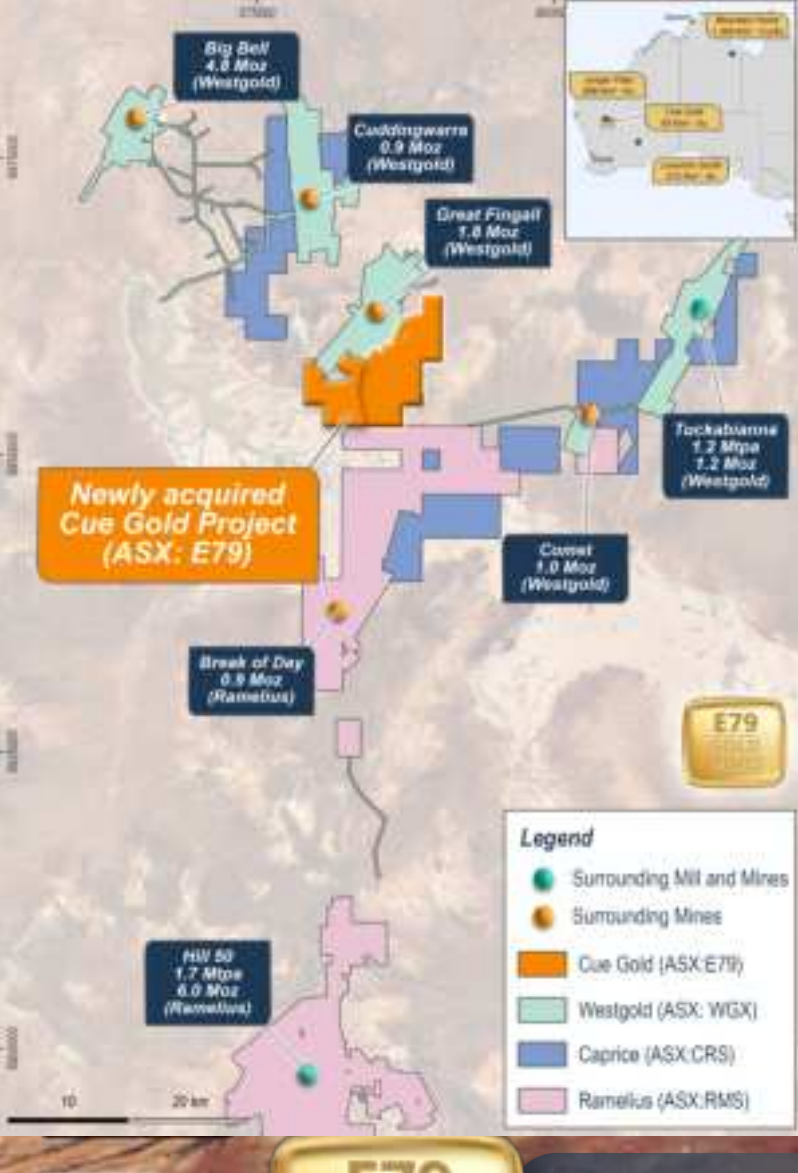 Big Bell
4.8 Moz
(Westgold)
Cuddingwarra
0.9 Moz
(Westgold)
Great Fingall
1.8 Moz
(Westgold)
Tuckabianna
1.2 Mtpa
1.2 Moz
(Westgold)
Newly acquired
Cue Gold Project
(ASX: E79)
Comet
1.0 Moz
(Westgold)
Break of Day
0.9 Moz
(Ramelius)
E79
GOLD
MINES
Hill 50
1.7 Mtpa
6.0 Moz
(Ramelius)
Legend
Surrounding Mill and Mines
Surrounding Mines
Cue Gold (ASX:E79)
Westgold (ASX: WGX)
Caprice (ASX:CRS)
Ramelius (ASX:RMS)
10 20 km
E79